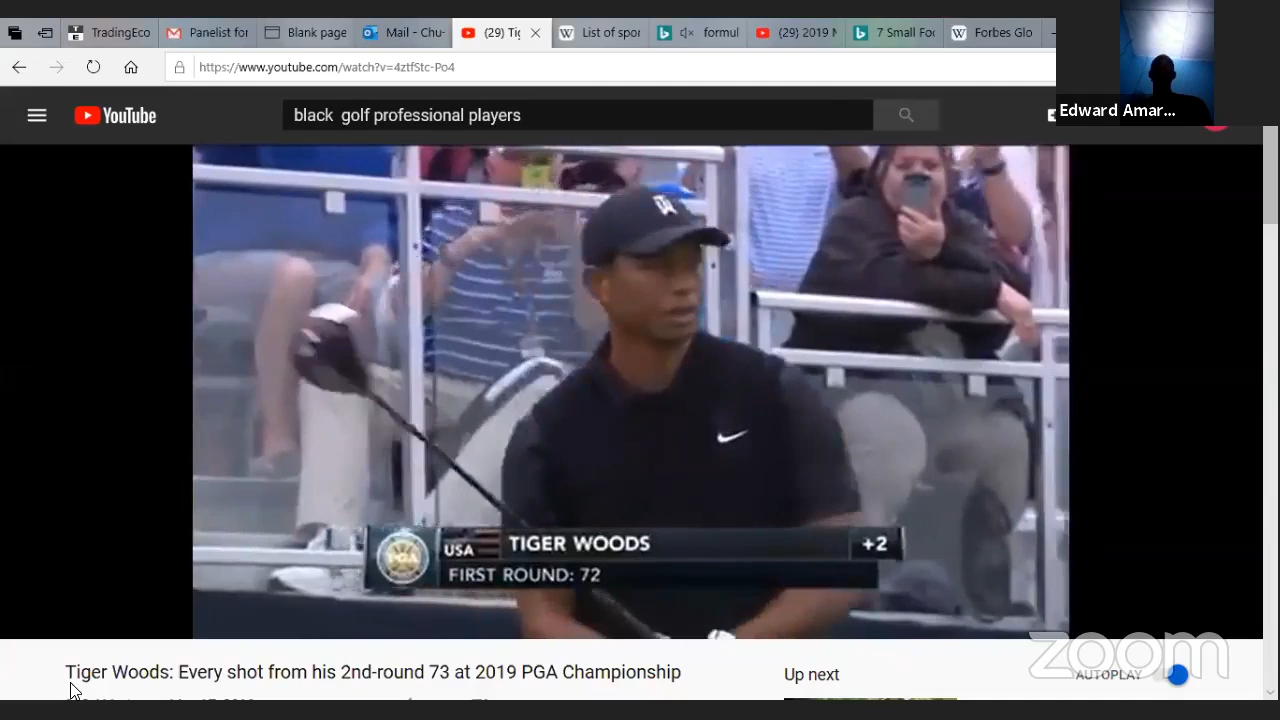 TradingEco
Panelist for
Blank page
Mail - Chu-
(29) Tig
List of spor
formul
(29) 2019 N
7 Small Foo
Forbes Glo
https://www.youtube.com/watch?v=4ztfStc-Po4
Edward Amar...
YouTube
black golf professional players
TW
PGA
USA
TIGER WOODS
+2
FIRST ROUND: 72
zoom
Tiger Woods: Every shot from his 2nd-round 73 at 2019 PGA Championship
Up next
AUTOPLAY